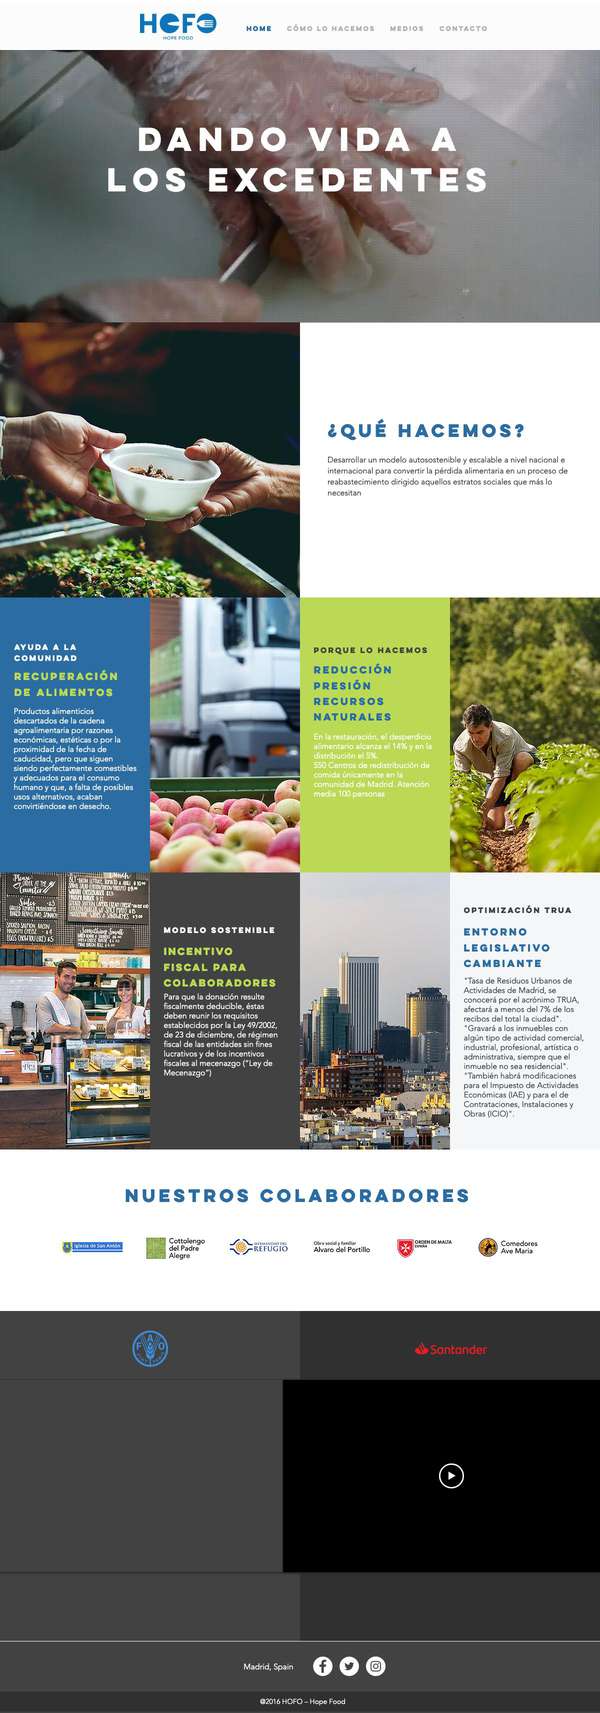 HOFO
HOPE FOOD
HOME
CÓMO LO HACEMOS
MEDIOS
CONTACTO
DANDO VIDA A
LOS EXCEDENTES
¿QUÉ HACEMOS?
Desarrollar un modelo autosostenible y escalable a nivel nacional e
internacional para convertir la pérdida alimentaria en un proceso de
reabastecimiento dirigido aquellos estratos sociales que más lo
necesitan
AYUDA A LA
COMUNIDAD
RECUPERACIÓN
DE ALIMENTOS
Productos alimenticios
descartados de la cadena
agroalimentaria por razones
económicas, estéticas o por la
proximidad de la fecha de
caducidad, pero que siguen
siendo perfectamente comestibles
y adecuados para el consumo
humano y que, a falta de posibles
usos alternativos, acaban
convirtiéndose en desecho.
PORQUE LO HACEMOS
REDUCCIÓN
PRESIÓN
RECURSOS
NATURALES
En la restauración, el desperdicio
alimentario alcanza el 14% y en la
distribución el 5%.
550 Centros de redistribución de
comida únicamente en la
comunidad de Madrid. Atención
media 100 personas
MODELO SOSTENIBLE
INCENTIVO
FISCAL PARA
COLABORADORES
Para que la donación resulte
fiscalmente deducible, éstas
deben reunir los requisitos
establecidos por la Ley 49/2002,
de 23 de diciembre, de régimen
fiscal de las entidades sin fines
lucrativos y de los incentivos
fiscales al mecenazgo ("Ley de
Mecenazgo")
OPTIMIZACIÓN TRUA
ENTORNO
LEGISLATIVO
CAMBIANTE
"Tasa de Residuos Urbanos de
Actividades de Madrid, se
conocerá por el acrónimo TRUA,
afectará a menos del 7% de los
recibos del total la ciudad".
"Gravará a los inmuebles con
algún tipo de actividad comercial,
industrial, profesional, artística o
administrativa, siempre que el
inmueble no sea residencial".
"También habrá modificaciones
para el Impuesto de Actividades
Económicas (IAE) y para el de
Contrataciones, Instalaciones y
Obras (ICIO)".
NUESTROS COLABORADORES
Iglesia de San Antón
Cottolengo
del Padre
Alegre
HERMANDAD DEL
REFUGIO
Obra social y familiar
Alvaro del Portillo
ORDEN DE MALTA
ESPAÑA
Comedores
Ave María
FAO
Santander
Madrid, Spain
@2016 HOFO – Hope Food